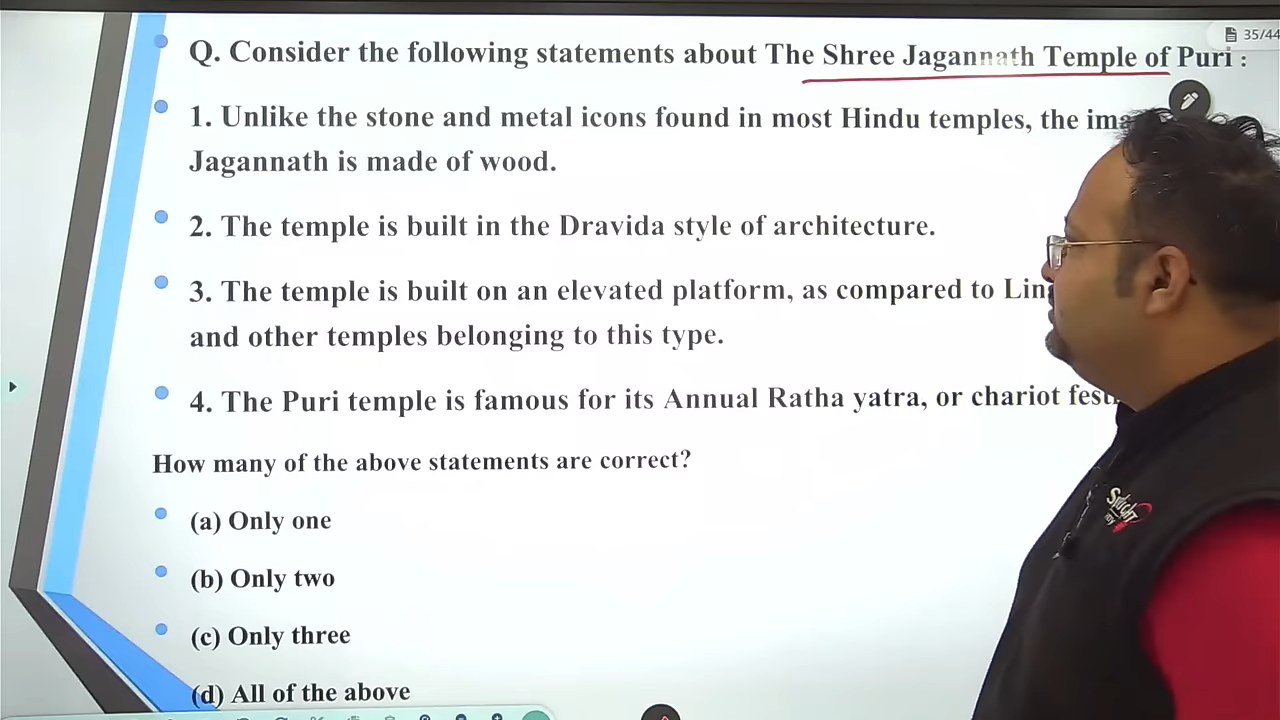 35/44
Q. Consider the following statements about The Shree Jagannath Temple of Puri :
1. Unlike the stone and metal icons found in most Hindu temples, the
Jagannath is made of wood.
2. The temple is built in the Dravida style of architecture.
3. The temple is built on an elevated platform, as compared to
and other temples belonging to this type.
4. The Puri temple is famous for its Annual Ratha yatra, or chariot
How many of the above statements are correct?
(a) Only one
(b) Only two
(c) Only three
(d) All of the above